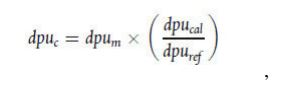 dpu_c = dpu_m × (dpu_cal / dpu_ref) ,